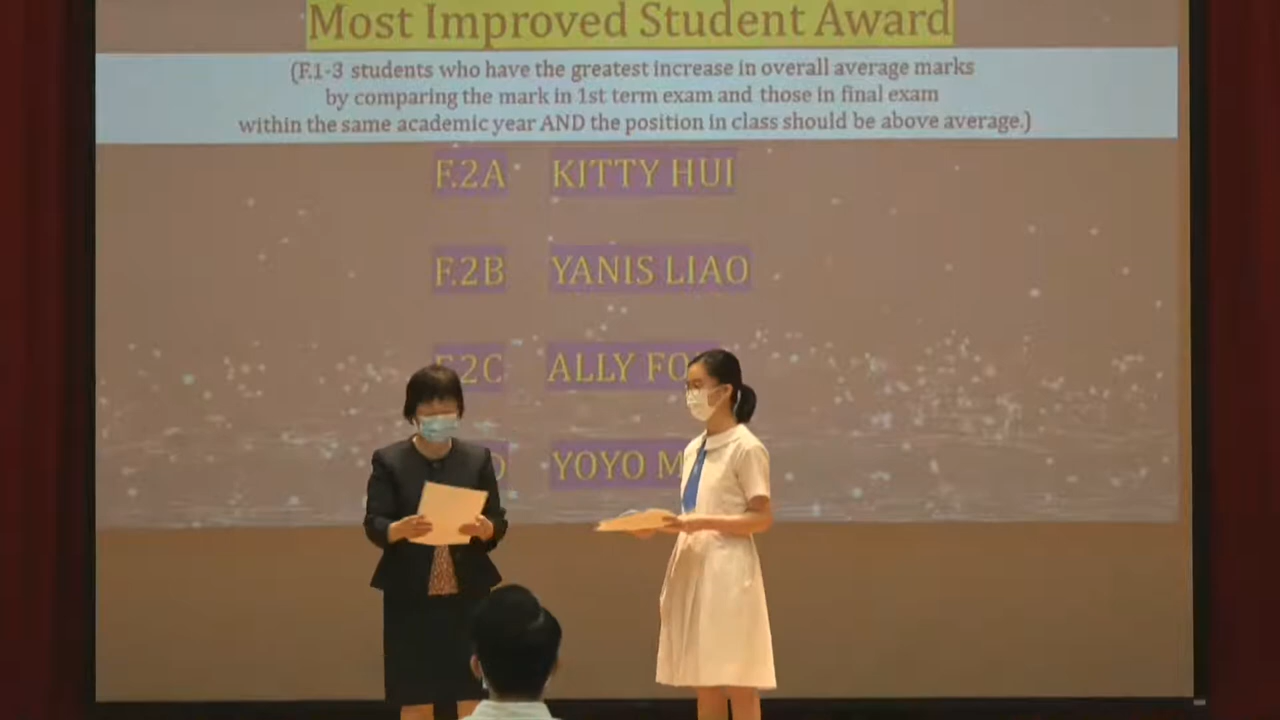 Most Improved Student Award
(F.1-3 students who have the greatest increase in overall average marks
by comparing the mark in 1st term exam and those in final exam
within the same academic year AND the position in class should be above average.)
F.2A KITTY HUI
F.2B YANIS LIAO
F.2C ALLY
YOYO